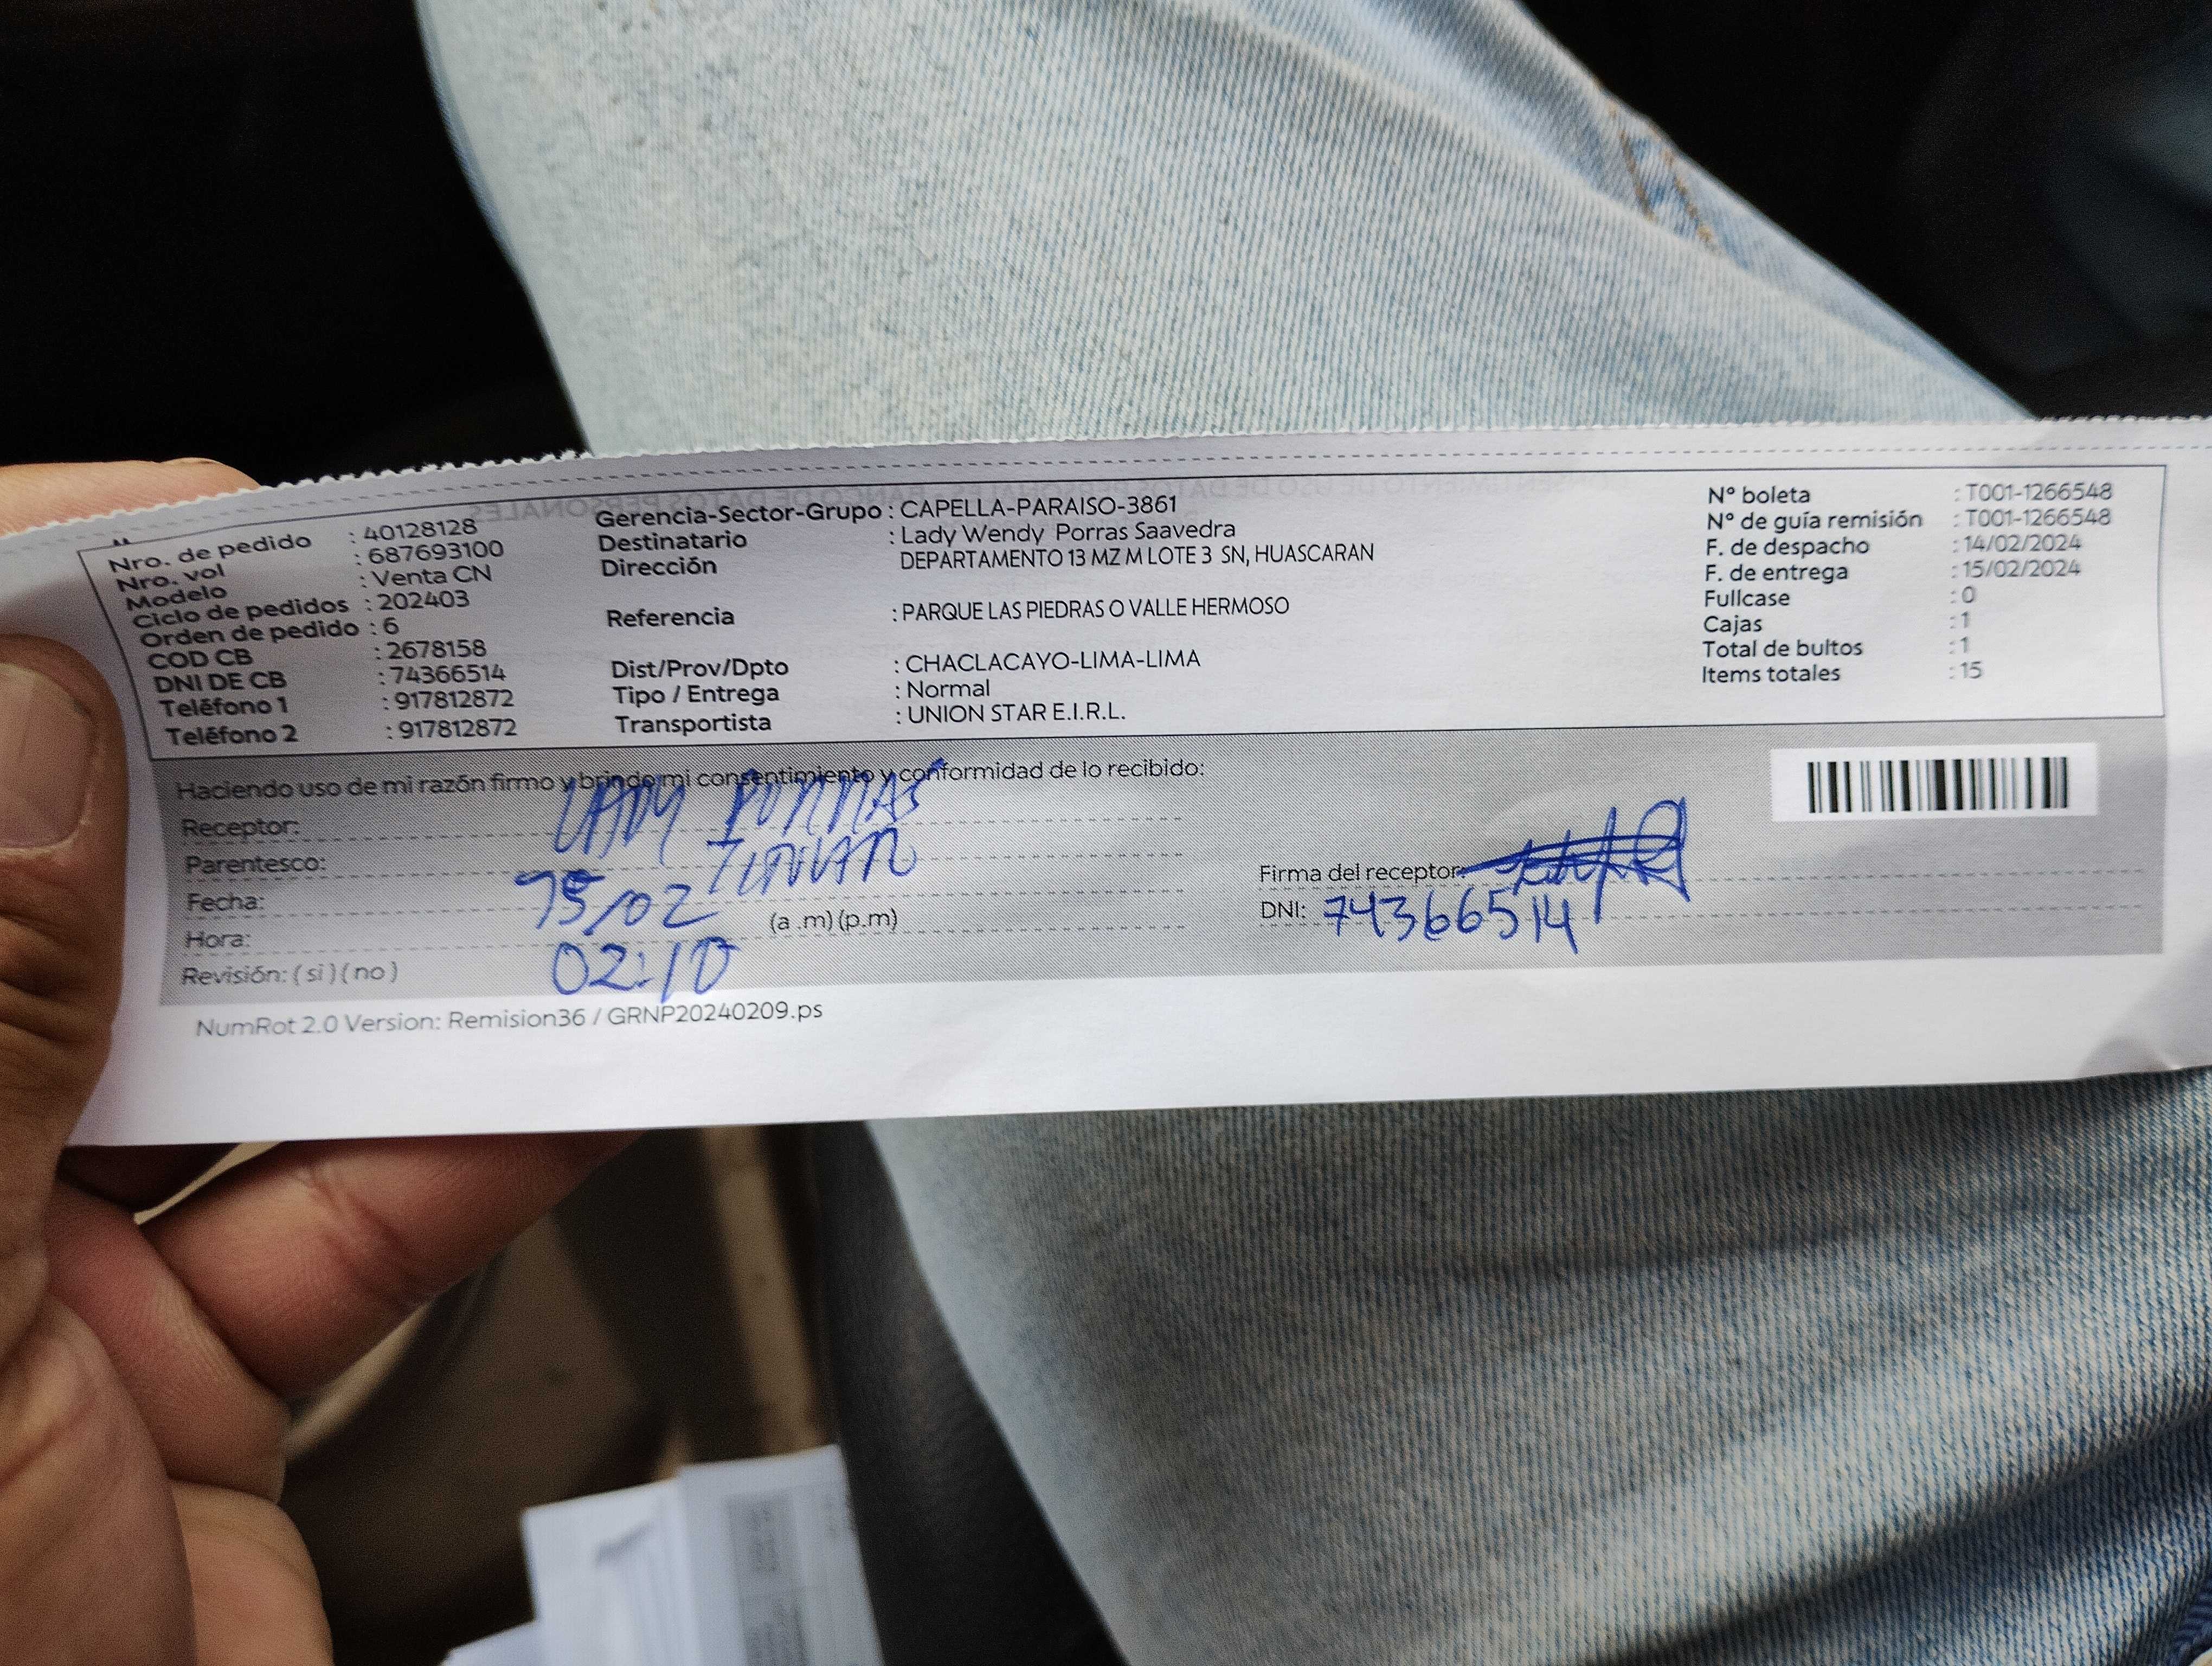 Nro. de pedido : 40128128
Nro. vol : 687693100
Modelo : Venta CN
Ciclo de pedidos : 202403
Orden de pedido : 6
COD CB : 2678158
DNI DE CB : 74366514
Teléfono 1 : 917812872
Teléfono 2 : 917812872
Gerencia-Sector-Grupo : CAPELLA-PARAISO-3861
Destinatario : Lady Wendy Porras Saavedra
Dirección DEPARTAMENTO 13 MZ M LOTE 3 SN, HUASCARAN
Referencia : PARQUE LAS PIEDRAS O VALLE HERMOSO
Dist/Prov/Dpto : CHACLACAYO-LIMA-LIMA
Tipo / Entrega : Normal
Transportista : UNION STAR E.I.R.L.
N° boleta : T001-1266548
N° de guía remisión : T001-1266548
F. de despacho : 14/02/2024
F. de entrega : 15/02/2024
Fullcase : 0
Cajas : 1
Total de bultos : 1
Items totales : 15
Haciendo uso de mi razón firmo y brindo mi consentimiento y conformidad de lo recibido:
Receptor: LADY PORRAS
Parentesco: TITULAR
Fecha: 15/02
Hora: 02:10 (a .m) (p.m)
Revisión: ( si ) ( no )
Firma del receptor:
DNI: 74366514
NumRot 2.0 Version: Remision36 / GRNP20240209.ps